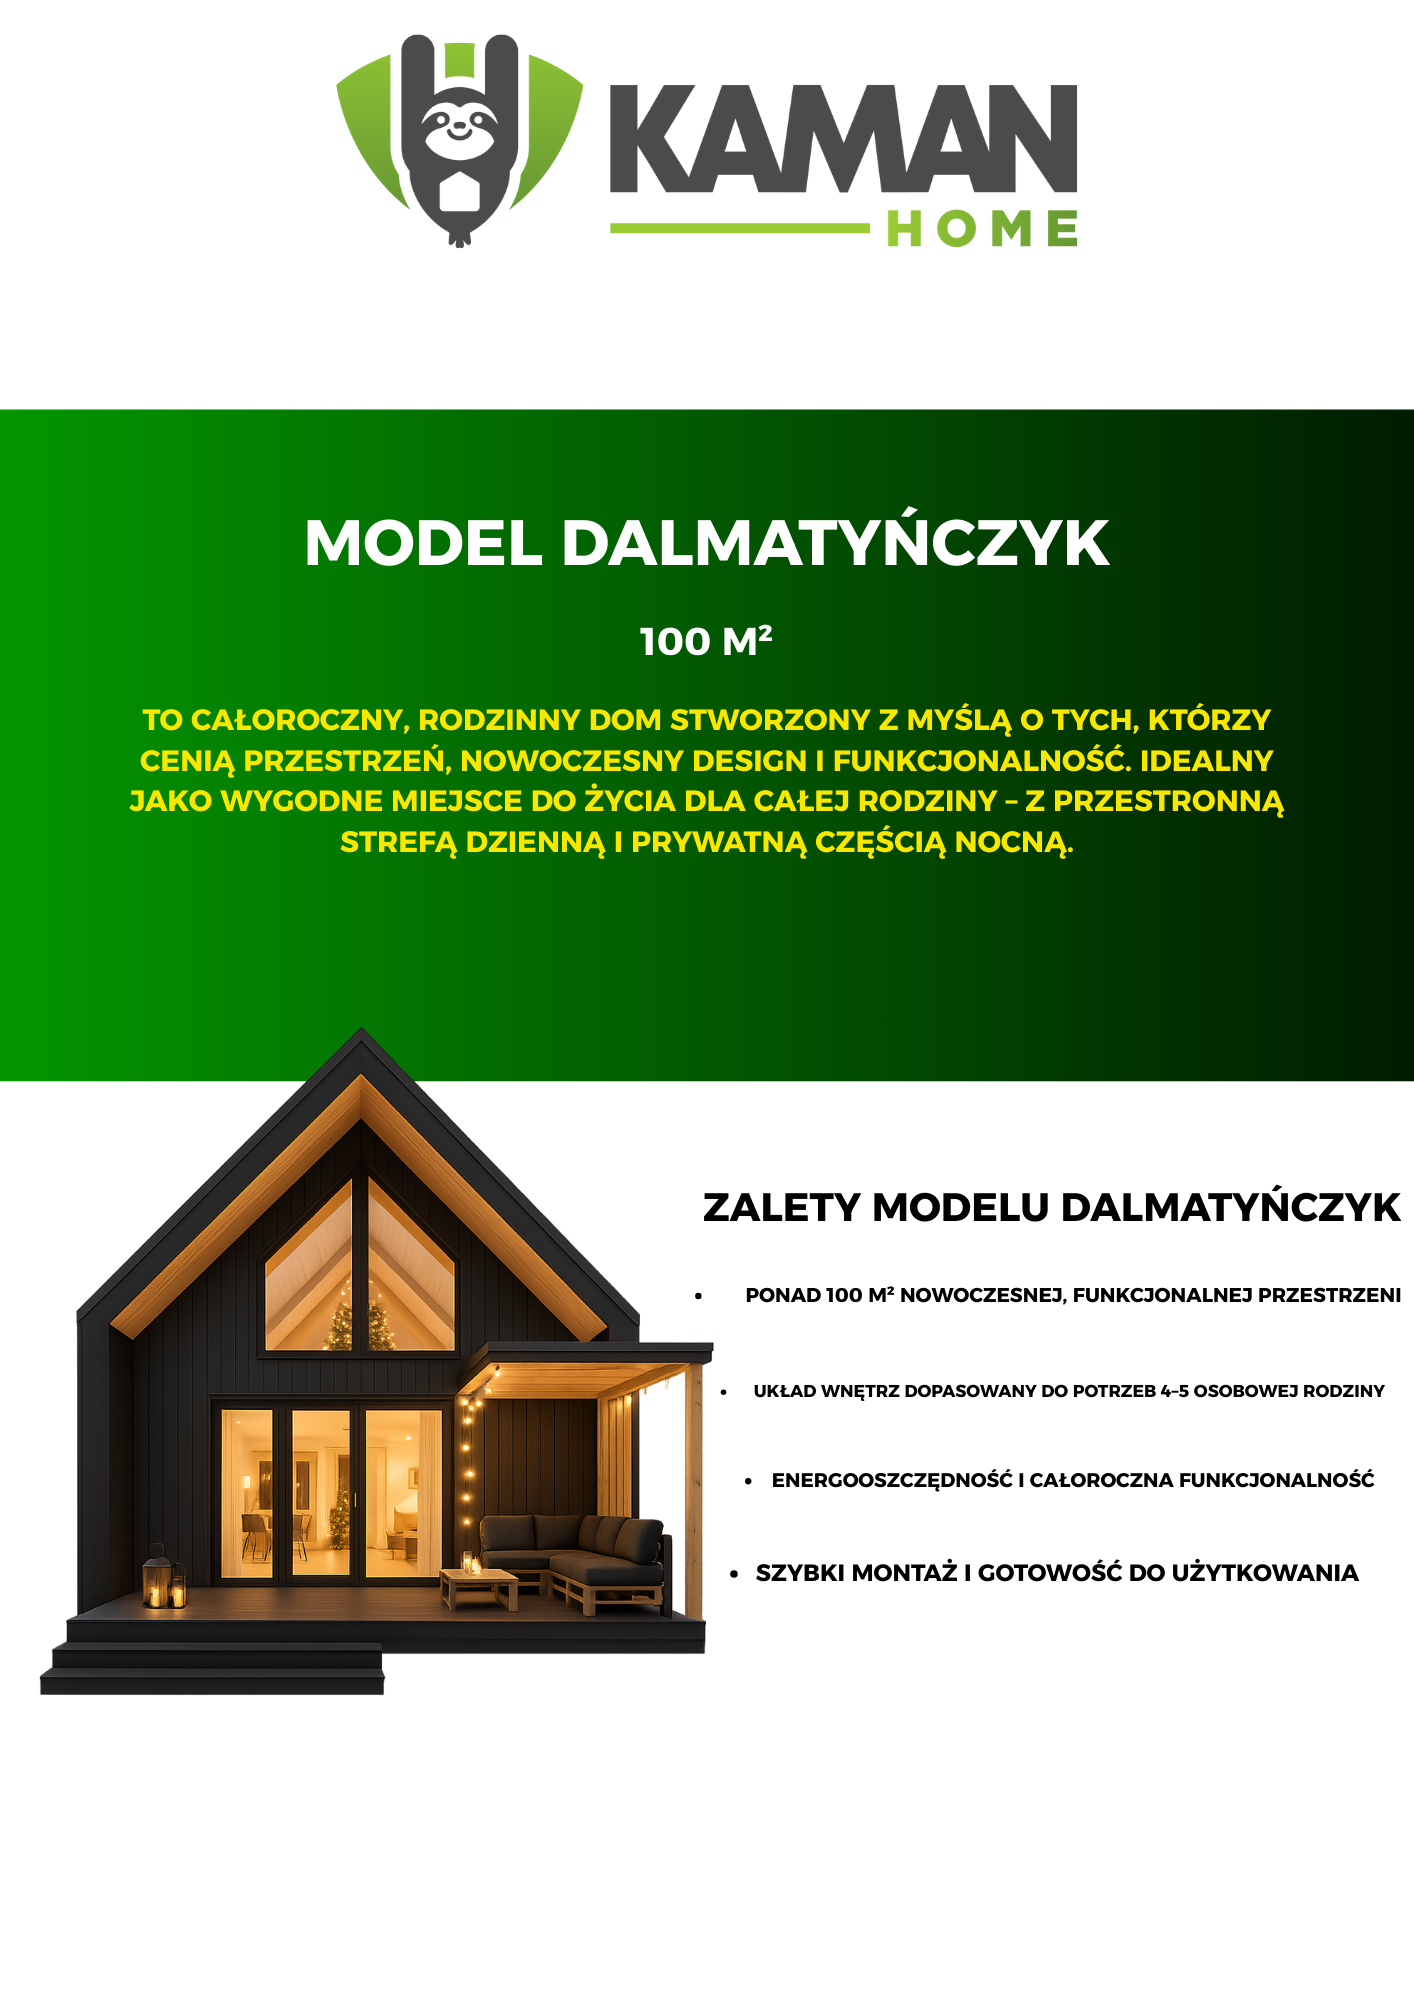 KAMAN
HOME
MODEL DALMATYŃCZYK
100 M²
TO CAŁOROCZNY, RODZINNY DOM STWORZONY Z MYŚLĄ O TYCH, KTÓRZY
CENIĄ PRZESTRZEŃ, NOWOCZESNY DESIGN I FUNKCJONALNOŚĆ. IDEALNY
JAKO WYGODNE MIEJSCE DO ŻYCIA DLA CAŁEJ RODZINY – Z PRZESTRONNĄ
STREFĄ DZIENNĄ I PRYWATNĄ CZĘŚCIĄ NOCNĄ.
ZALETY MODELU DALMATYŃCZYK
• PONAD 100 M² NOWOCZESNEJ, FUNKCJONALNEJ PRZESTRZENI
• UKŁAD WNĘTRZ DOPASOWANY DO POTRZEB 4–5 OSOBOWEJ RODZINY
• ENERGOOSZCZĘDNOŚĆ I CAŁOROCZNA FUNKCJONALNOŚĆ
• SZYBKI MONTAŻ I GOTOWOŚĆ DO UŻYTKOWANIA